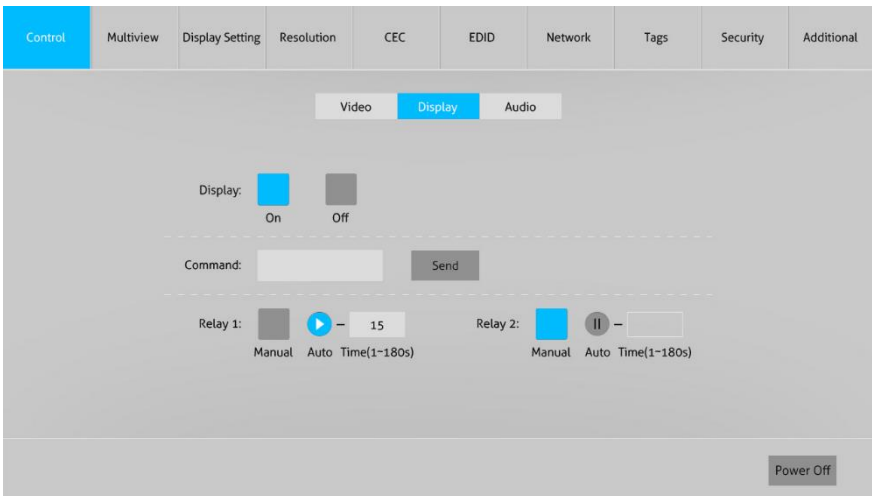 Control Multiview Display Setting Resolution CEC EDID Network Tags Security Additional
Video Display Audio
Display:
On Off
Command: Send
Relay 1: 15 Relay 2:
Manual Auto Time(1~180s) Manual Auto Time(1~180s)
Power Off